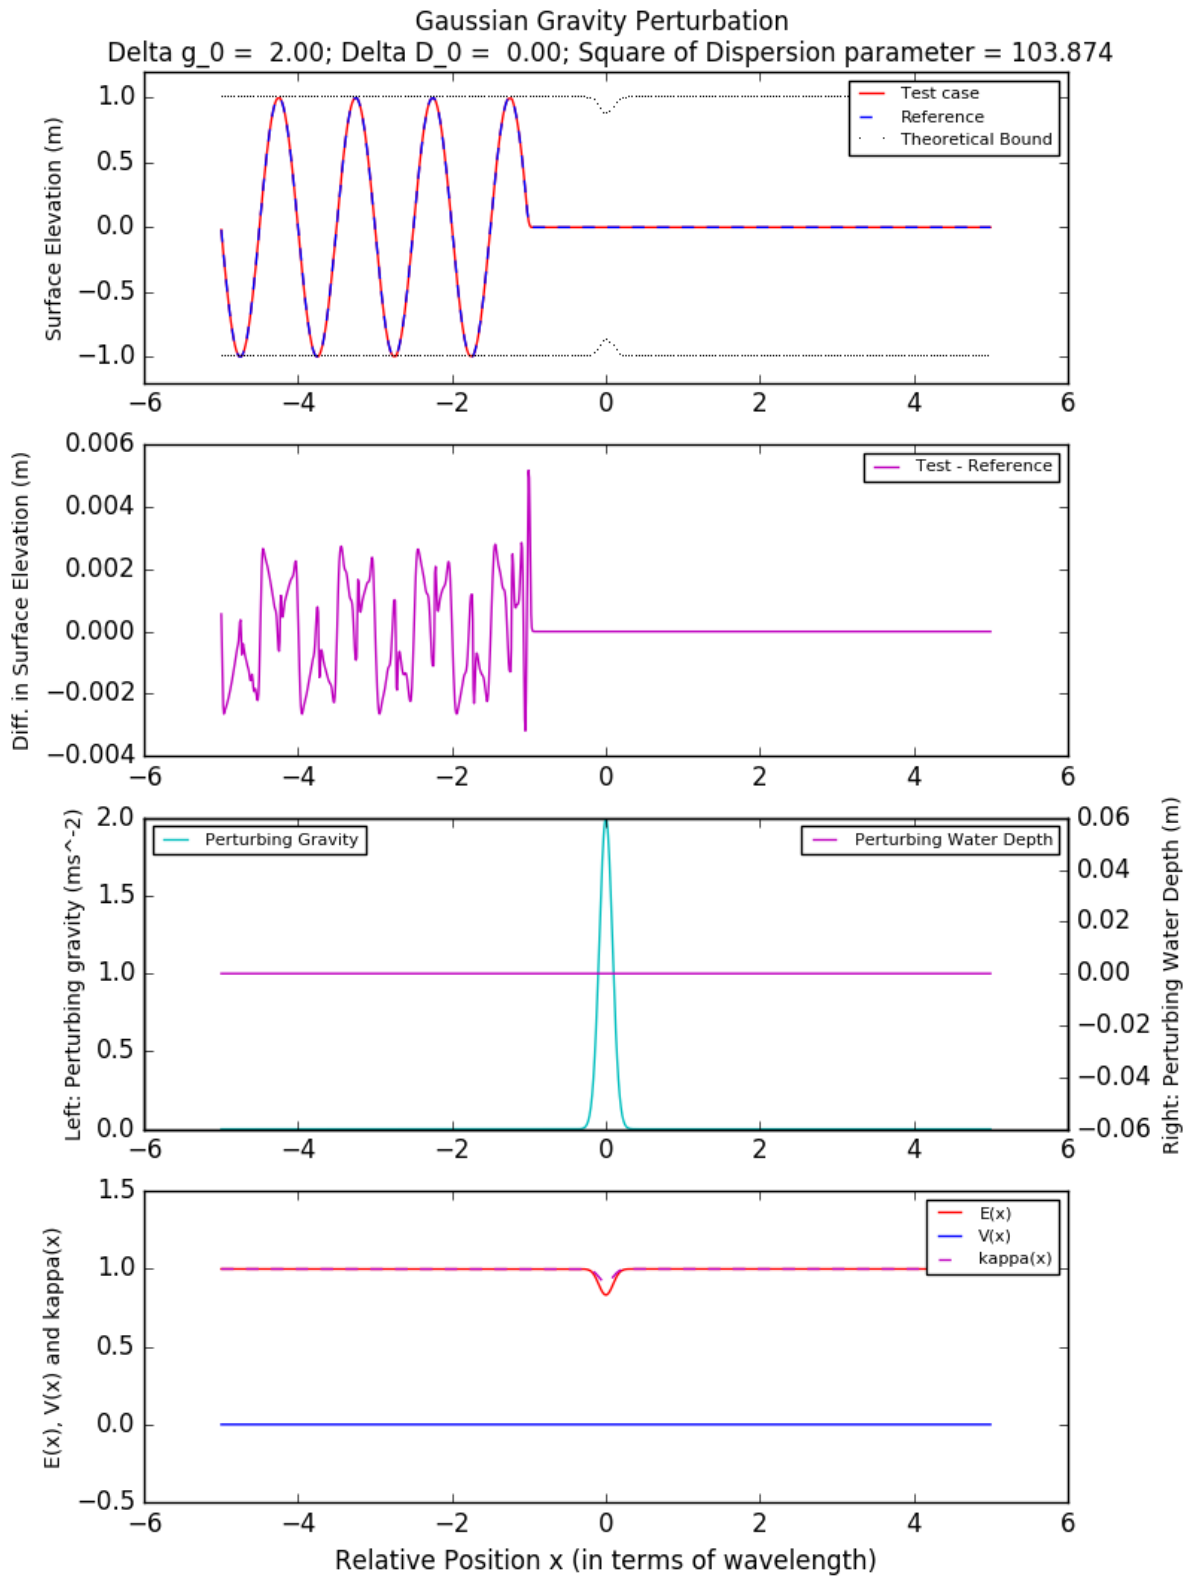 Gaussian Gravity Perturbation
Delta g_0 =  2.00; Delta D_0 =  0.00; Square of Dispersion parameter = 103.874
Surface Elevation (m)
1.0
0.5
0.0
−0.5
−1.0
Test case
Reference
Theoretical Bound
−6 −4 −2 0 2 4 6
Diff. in Surface Elevation (m)
0.006
0.004
0.002
0.000
−0.002
−0.004
Test - Reference
−6 −4 −2 0 2 4 6
Left: Perturbing gravity (ms^-2)
2.0
1.5
1.0
0.5
0.0
Perturbing Gravity
Perturbing Water Depth
0.06
0.04
0.02
0.00
−0.02
−0.04
−0.06
Right: Perturbing Water Depth (m)
−6 −4 −2 0 2 4 6
E(x), V(x) and kappa(x)
1.5
1.0
0.5
0.0
−0.5
E(x)
V(x)
kappa(x)
−6 −4 −2 0 2 4 6
Relative Position x (in terms of wavelength)